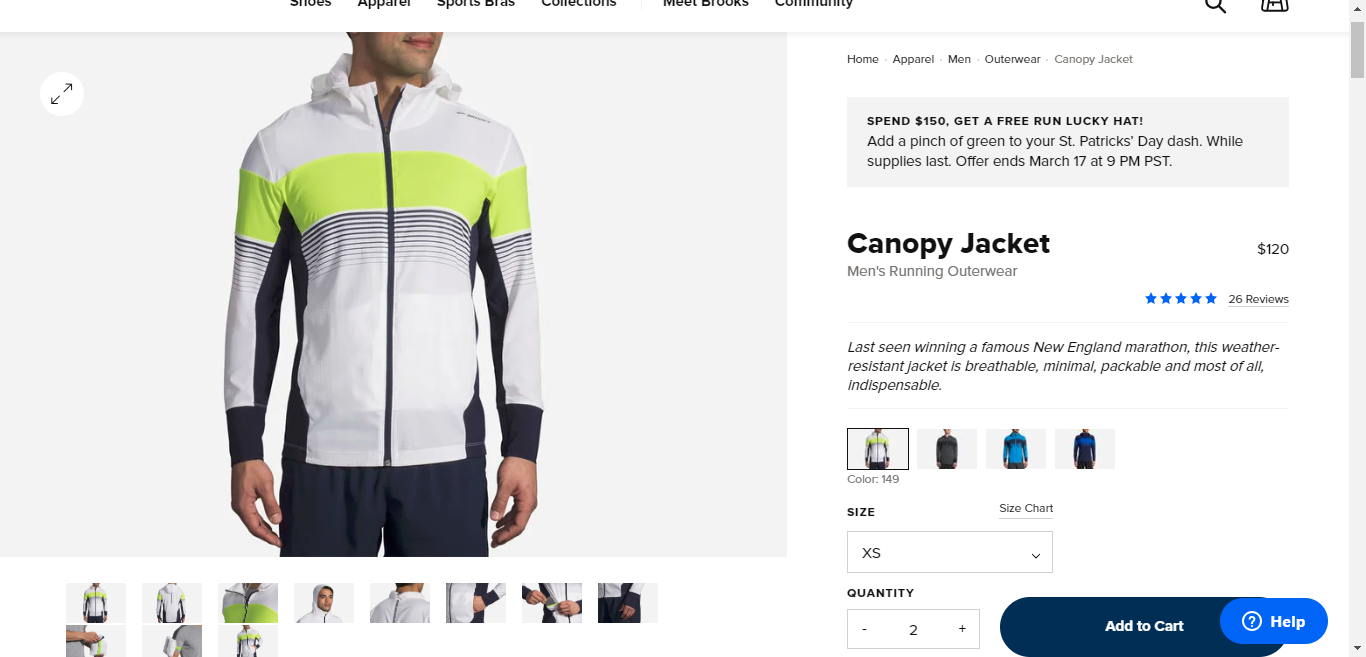 Shoes Apparel Sports Bras Collections Meet Brooks Community
Home · Apparel · Men · Outerwear · Canopy Jacket
SPEND $150, GET A FREE RUN LUCKY HAT!
Add a pinch of green to your St. Patricks' Day dash. While
supplies last. Offer ends March 17 at 9 PM PST.
Canopy Jacket
$120
Men's Running Outerwear
26 Reviews
Last seen winning a famous New England marathon, this weather-
resistant jacket is breathable, minimal, packable and most of all,
indispensable.
Color: 149
SIZE
Size Chart
XS
QUANTITY
- 2 +
Add to Cart
Help